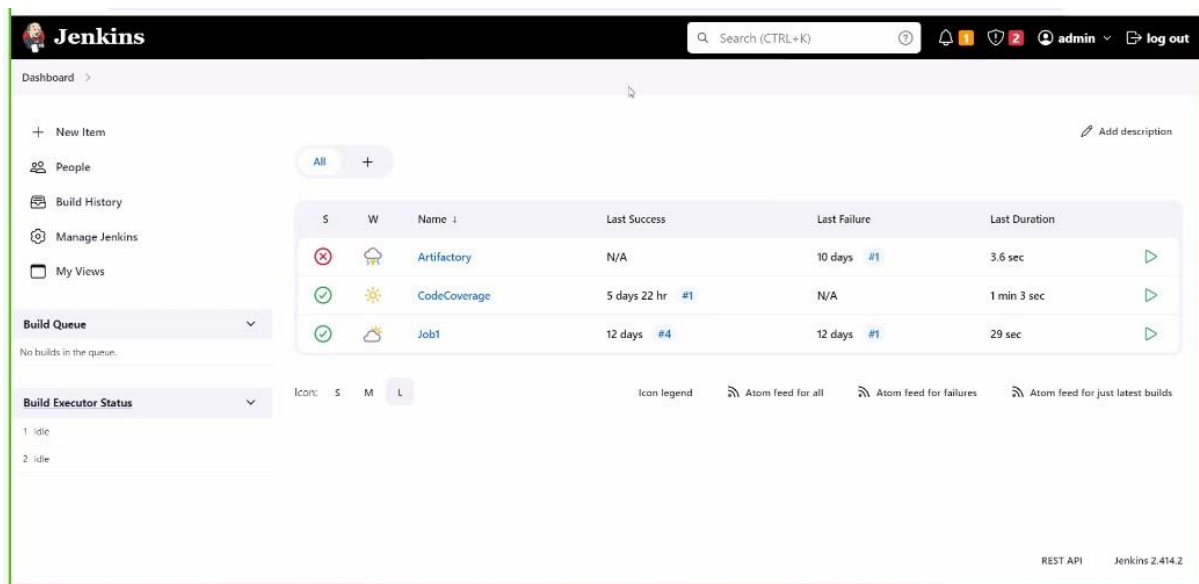 Jenkins
Search (CTRL+K)
1
2
admin
log out
Dashboard
New Item
People
Build History
Manage Jenkins
My Views
Build Queue
No builds in the queue.
Build Executor Status
1 Idle
2 Idle
Add description
All +
S W Name ↓ Last Success Last Failure Last Duration
Artifactory N/A 10 days #1 3.6 sec
CodeCoverage 5 days 22 hr #1 N/A 1 min 3 sec
Job1 12 days #4 12 days #1 29 sec
Icon: S M L
Icon legend
Atom feed for all
Atom feed for failures
Atom feed for just latest builds
REST API Jenkins 2.414.2